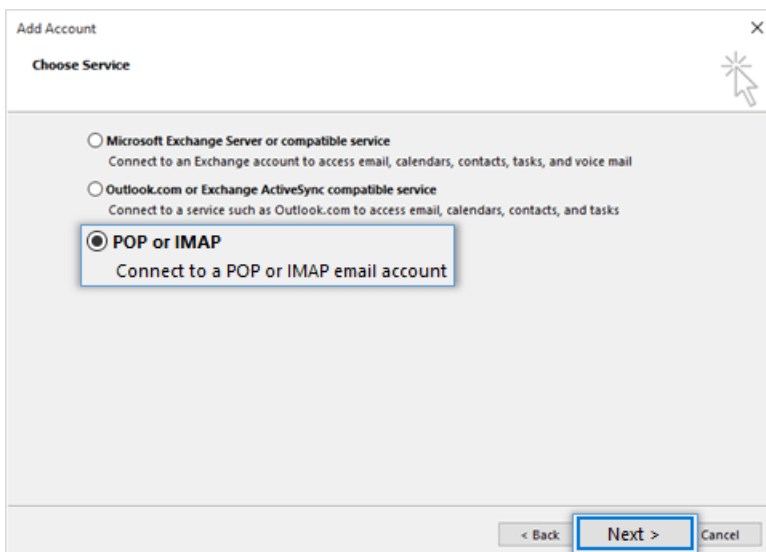 Add Account
Choose Service
Microsoft Exchange Server or compatible service
Connect to an Exchange account to access email, calendars, contacts, tasks, and voice mail
Outlook.com or Exchange ActiveSync compatible service
Connect to a service such as Outlook.com to access email, calendars, contacts, and tasks
POP or IMAP
Connect to a POP or IMAP email account
< Back Next > Cancel